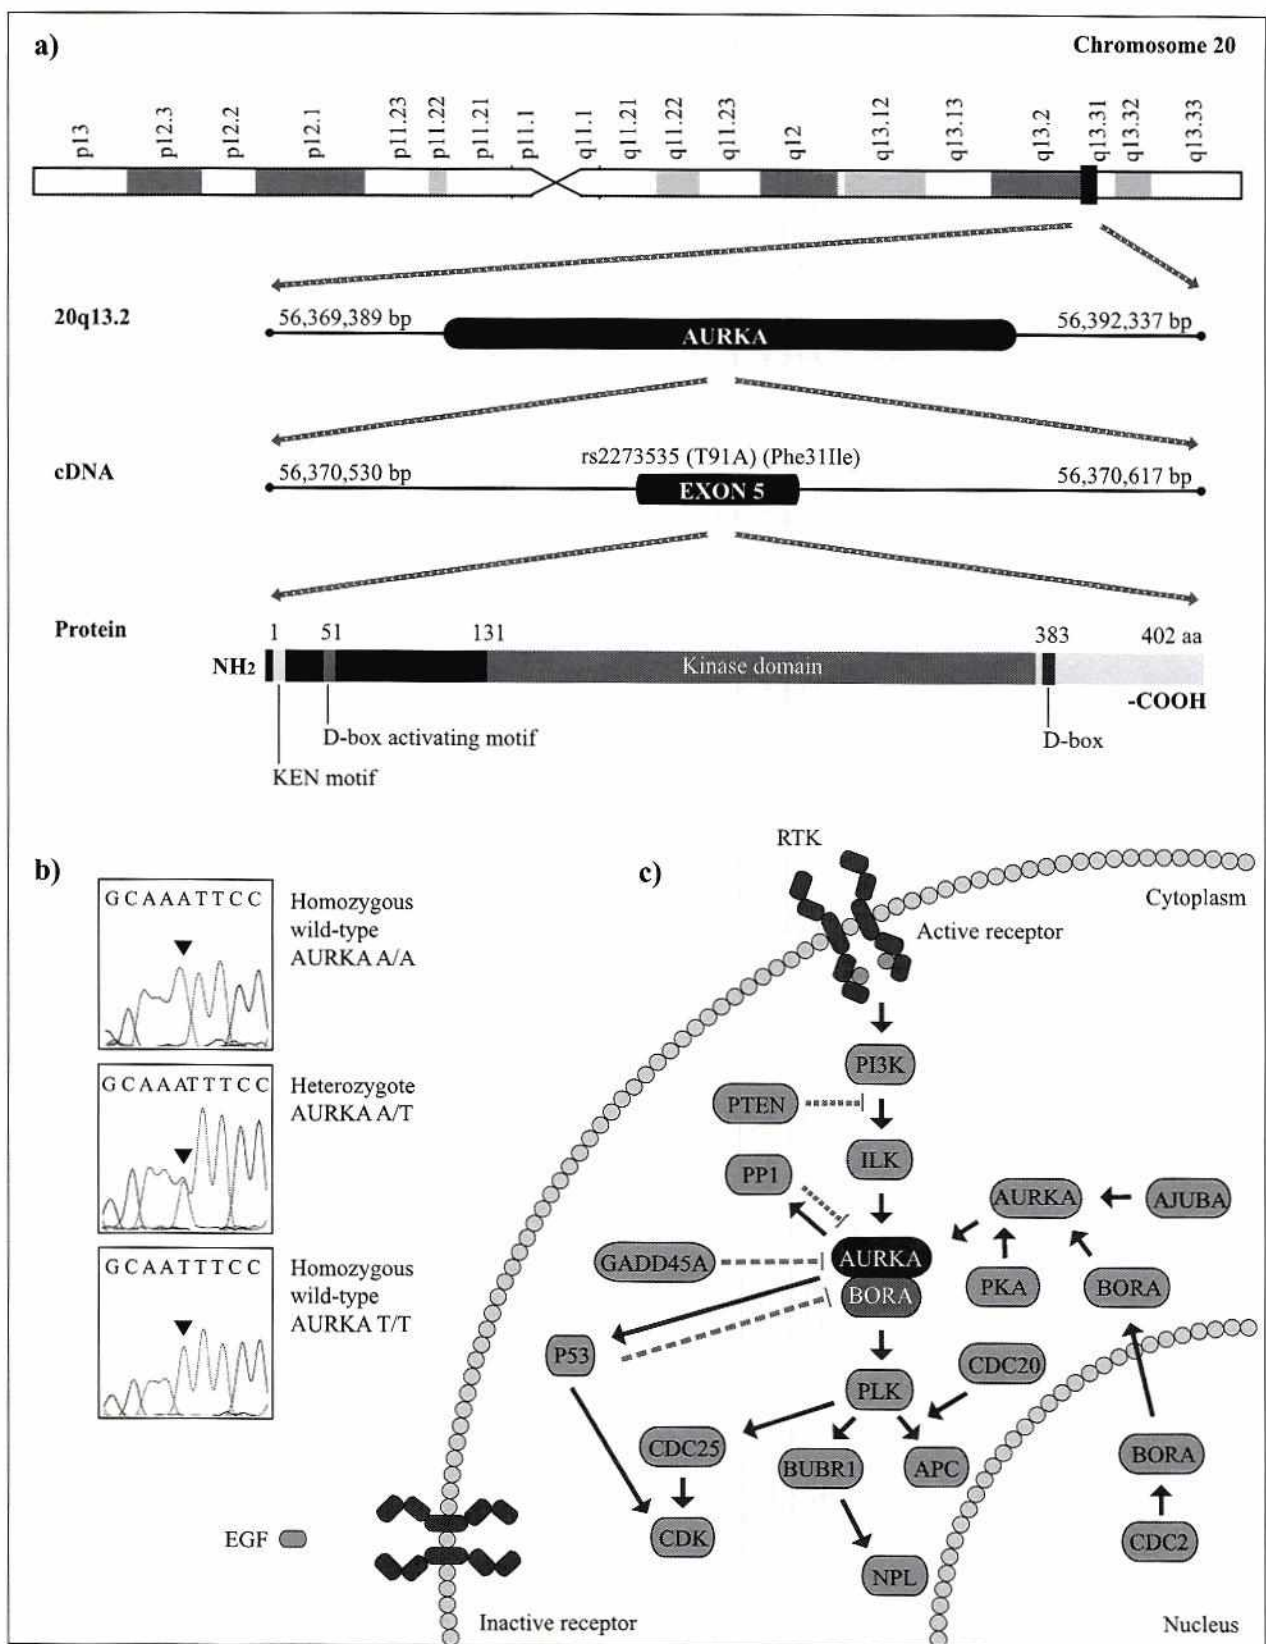 a)
Chromosome 20
p13
p12.3
p12.2
p12.1
p11.23
p11.22
p11.21
p11.1
q11.1
q11.21
q11.22
q11.23
q12
q13.12
q13.13
q13.2
q13.31
q13.32
q13.33
20q13.2
56,369,389 bp
AURKA
56,392,337 bp
cDNA
rs2273535 (T91A) (Phe31Ile)
56,370,530 bp
EXON 5
56,370,617 bp
Protein
1
51
131
383
402 aa
NH2
Kinase domain
-COOH
D-box activating motif
D-box
KEN motif
b)
GCAAATTCC
Homozygous
wild-type
AURKA A/A
GCAAATTTCC
Heterozygote
AURKA A/T
GCAATTTCC
Homozygous
wild-type
AURKA T/T
c)
RTK
Cytoplasm
Active receptor
PI3K
PTEN
ILK
PP1
AURKA
AJUBA
AURKA
GADD45A
BORA
PKA
BORA
P53
CDC20
PLK
CDC25
BUBR1
APC
BORA
CDK
CDC2
EGF
NPL
Inactive receptor
Nucleus